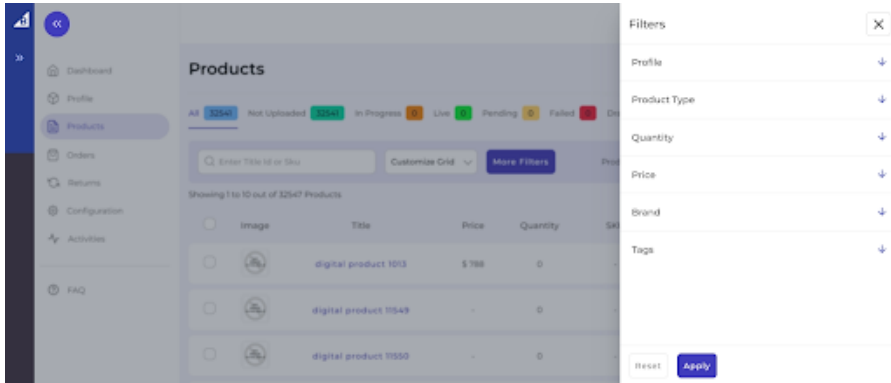 Filters
Profile
Product Type
Quantity
Price
Brand
Tags
Reset Apply
Dashboard
Profile
Products
Orders
Returns
Configuration
Activities
FAQ
Products
All 32541 Not Uploaded 32541 In Progress 0 Live 0 Pending 0 Failed 0
Enter Title Id or Sku Customize Grid More Filters
Showing 1 to 10 out of 32547 Products
Image Title Price Quantity
digital product 1013 $ 788 0
digital product 11549 - 0
digital product 11550 - 0